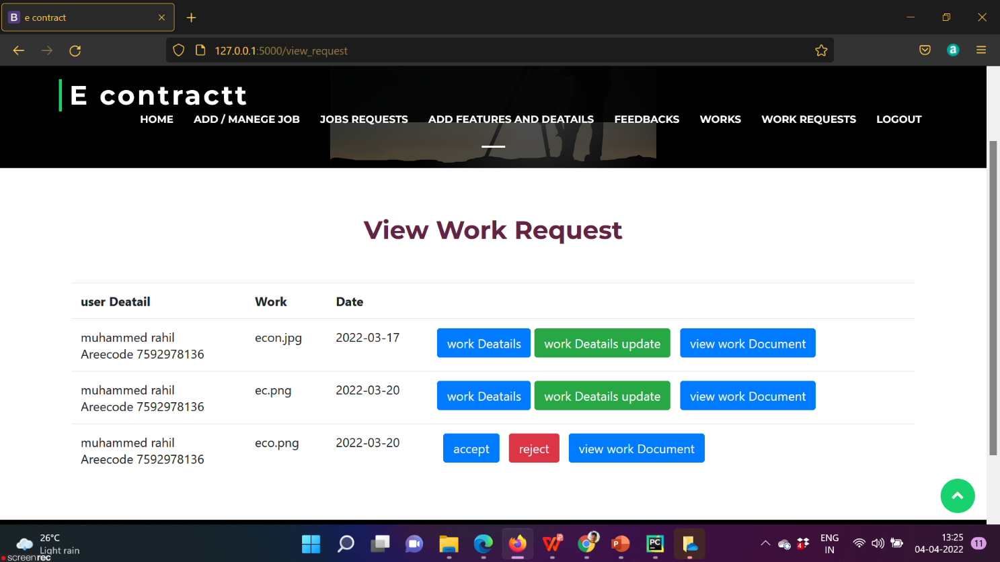 B e contract
127.0.0.1:5000/view_request
a
E contractt
HOME ADD / MANEGE JOB JOBS REQUESTS ADD FEATURES AND DEATAILS FEEDBACKS WORKS WORK REQUESTS LOGOUT
View Work Request
user Deatail Work Date
muhammed rahil econ.jpg 2022-03-17 work Deatails work Deatails update view work Document
Areecode 7592978136
muhammed rahil ec.png 2022-03-20 work Deatails work Deatails update view work Document
Areecode 7592978136
muhammed rahil eco.png 2022-03-20 accept reject view work Document
Areecode 7592978136
26°C
Light rain
screenrec
P
PC
4
ENG
IN
13:25
04-04-2022
11